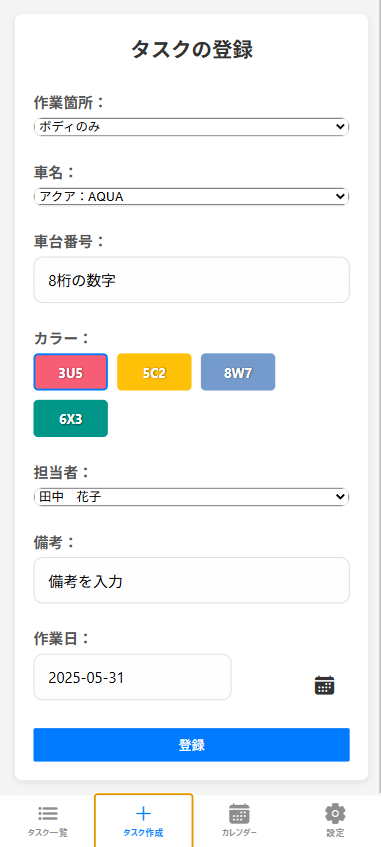 タスクの登録
作業箇所：
ボディのみ
車名：
アクア：AQUA
車台番号：
8桁の数字
カラー：
3U5 5C2 8W7
6X3
担当者：
田中　花子
備考：
備考を入力
作業日：
2025-05-31
登録
タスク一覧 タスク作成 カレンダー 設定